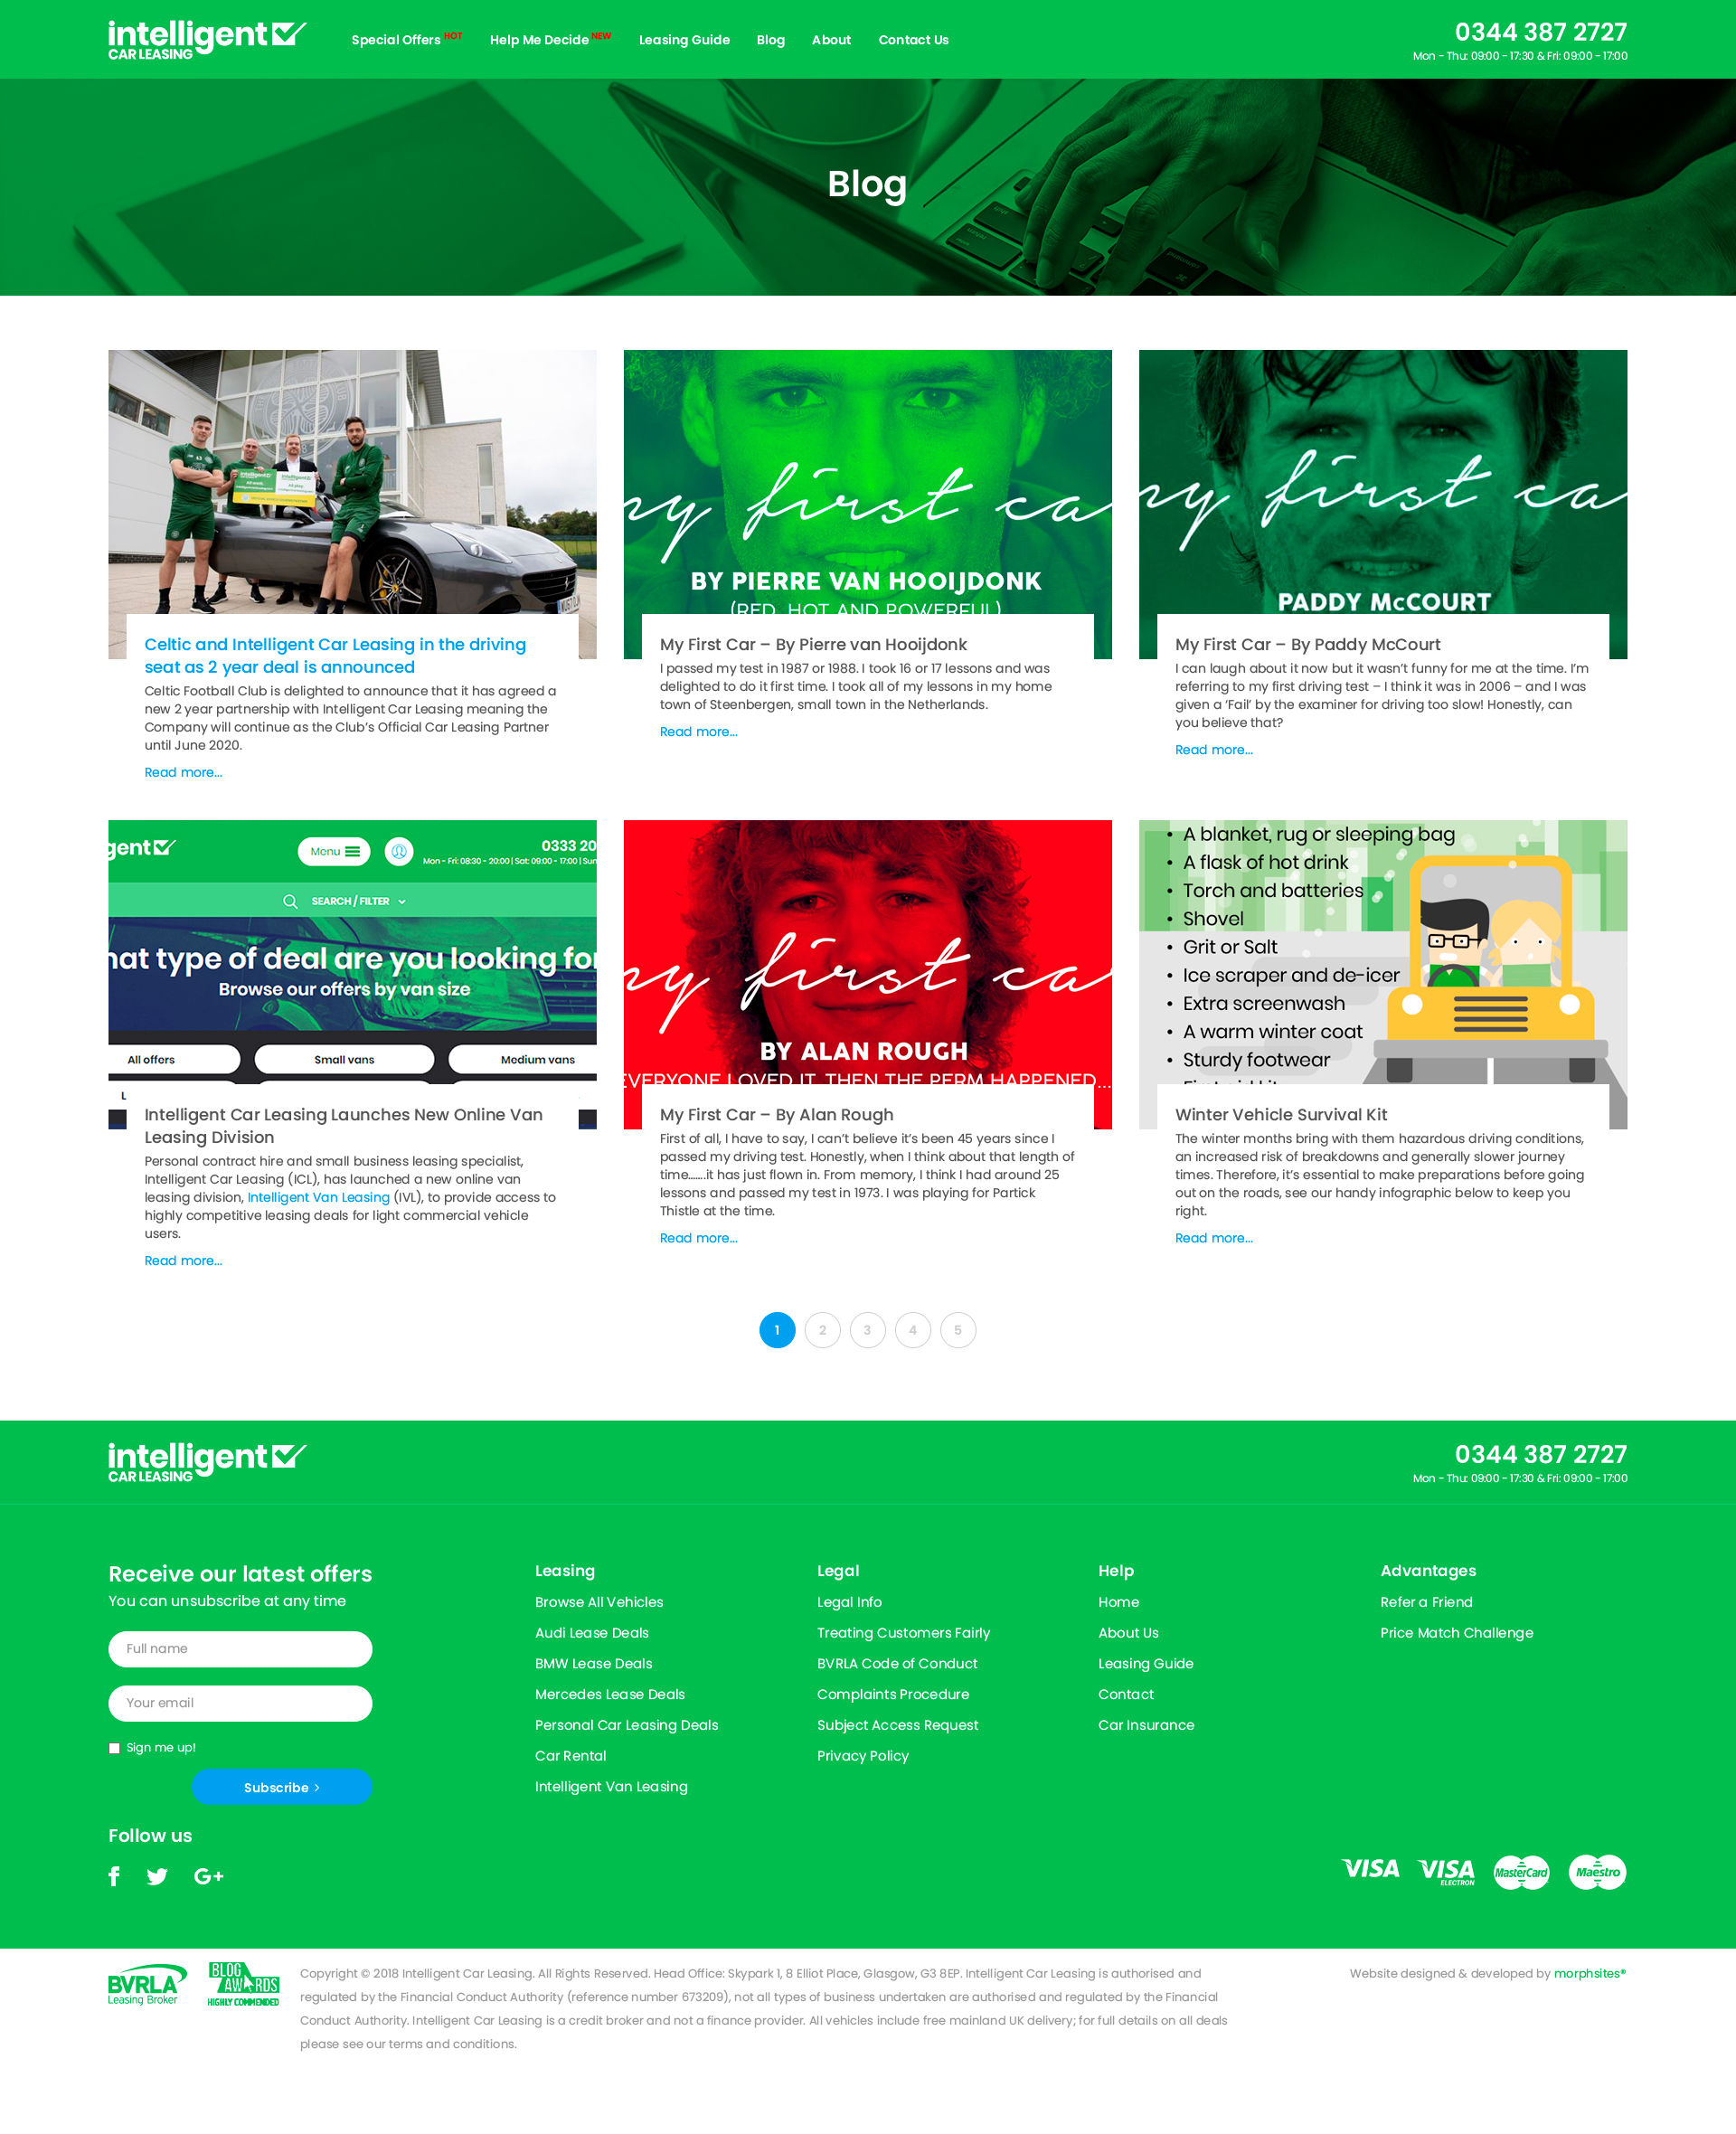 intelligent
CAR LEASING
Special Offers HOT Help Me Decide NEW Leasing Guide Blog About Contact Us
0344 387 2727
Mon - Thu: 09:00 - 17:30 & Fri: 09:00 - 17:00
Blog
my first ca
BY PIERRE VAN HOOIJDONK
(RED, HOT AND POWERFUL)
my first ca
PADDY McCOURT
Celtic and Intelligent Car Leasing in the driving
seat as 2 year deal is announced
Celtic Football Club is delighted to announce that it has agreed a
new 2 year partnership with Intelligent Car Leasing meaning the
Company will continue as the Club’s Official Car Leasing Partner
until June 2020.
Read more...
My First Car – By Pierre van Hooijdonk
I passed my test in 1987 or 1988. I took 16 or 17 lessons and was
delighted to do it first time. I took all of my lessons in my home
town of Steenbergen, small town in the Netherlands.
Read more...
My First Car – By Paddy McCourt
I can laugh about it now but it wasn’t funny for me at the time. I’m
referring to my first driving test – I think it was in 2006 – and I was
given a ‘Fail’ by the examiner for driving too slow! Honestly, can
you believe that?
Read more...
gent
Menu
0333 20
Mon - Fri: 08:30 - 20:00 | Sat: 09:00 - 17:00 | Sun
SEARCH / FILTER
hat type of deal are you looking for
Browse our offers by van size
All offers Small vans Medium vans
my first car
BY ALAN ROUGH
EVERYONE LOVED IT, THEN THE PERM HAPPENED...
• A blanket, rug or sleeping bag
• A flask of hot drink
• Torch and batteries
• Shovel
• Grit or Salt
• Ice scraper and de-icer
• Extra screenwash
• A warm winter coat
• Sturdy footwear
Intelligent Car Leasing Launches New Online Van
Leasing Division
Personal contract hire and small business leasing specialist,
Intelligent Car Leasing (ICL), has launched a new online van
leasing division, Intelligent Van Leasing (IVL), to provide access to
highly competitive leasing deals for light commercial vehicle
users.
Read more...
My First Car – By Alan Rough
First of all, I have to say, I can’t believe it’s been 45 years since I
passed my driving test. Honestly, when I think about that length of
time…….it has just flown in. From memory, I think I had around 25
lessons and passed my test in 1973. I was playing for Partick
Thistle at the time.
Read more...
Winter Vehicle Survival Kit
The winter months bring with them hazardous driving conditions,
an increased risk of breakdowns and generally slower journey
times. Therefore, it’s essential to make preparations before going
out on the roads, see our handy infographic below to keep you
right.
Read more...
1 2 3 4 5
intelligent
CAR LEASING
0344 387 2727
Mon - Thu: 09:00 - 17:30 & Fri: 09:00 - 17:00
Receive our latest offers
You can unsubscribe at any time
Full name
Your email
Sign me up!
Subscribe >
Follow us
Leasing
Browse All Vehicles
Audi Lease Deals
BMW Lease Deals
Mercedes Lease Deals
Personal Car Leasing Deals
Car Rental
Intelligent Van Leasing
Legal
Legal Info
Treating Customers Fairly
BVRLA Code of Conduct
Complaints Procedure
Subject Access Request
Privacy Policy
Help
Home
About Us
Leasing Guide
Contact
Car Insurance
Advantages
Refer a Friend
Price Match Challenge
G+
VISA VISA ELECTRON MasterCard Maestro
BVRLA
Leasing Broker
BLOG
AWARDS
HIGHLY COMMENDED
Copyright © 2018 Intelligent Car Leasing. All Rights Reserved. Head Office: Skypark 1, 8 Elliot Place, Glasgow, G3 8EP. Intelligent Car Leasing is authorised and
regulated by the Financial Conduct Authority (reference number 673209), not all types of business undertaken are authorised and regulated by the Financial
Conduct Authority. Intelligent Car Leasing is a credit broker and not a finance provider. All vehicles include free mainland UK delivery; for full details on all deals
please see our terms and conditions.
Website designed & developed by morphsites®